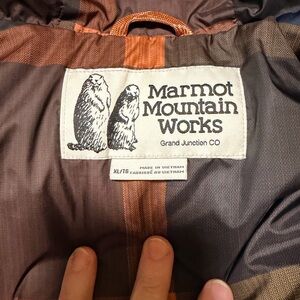 Marmot
Mountain
Works
Grand Junction CO
XL/TG
MADE IN VIETNAM
FABRIQUÉ AU VIETNAM